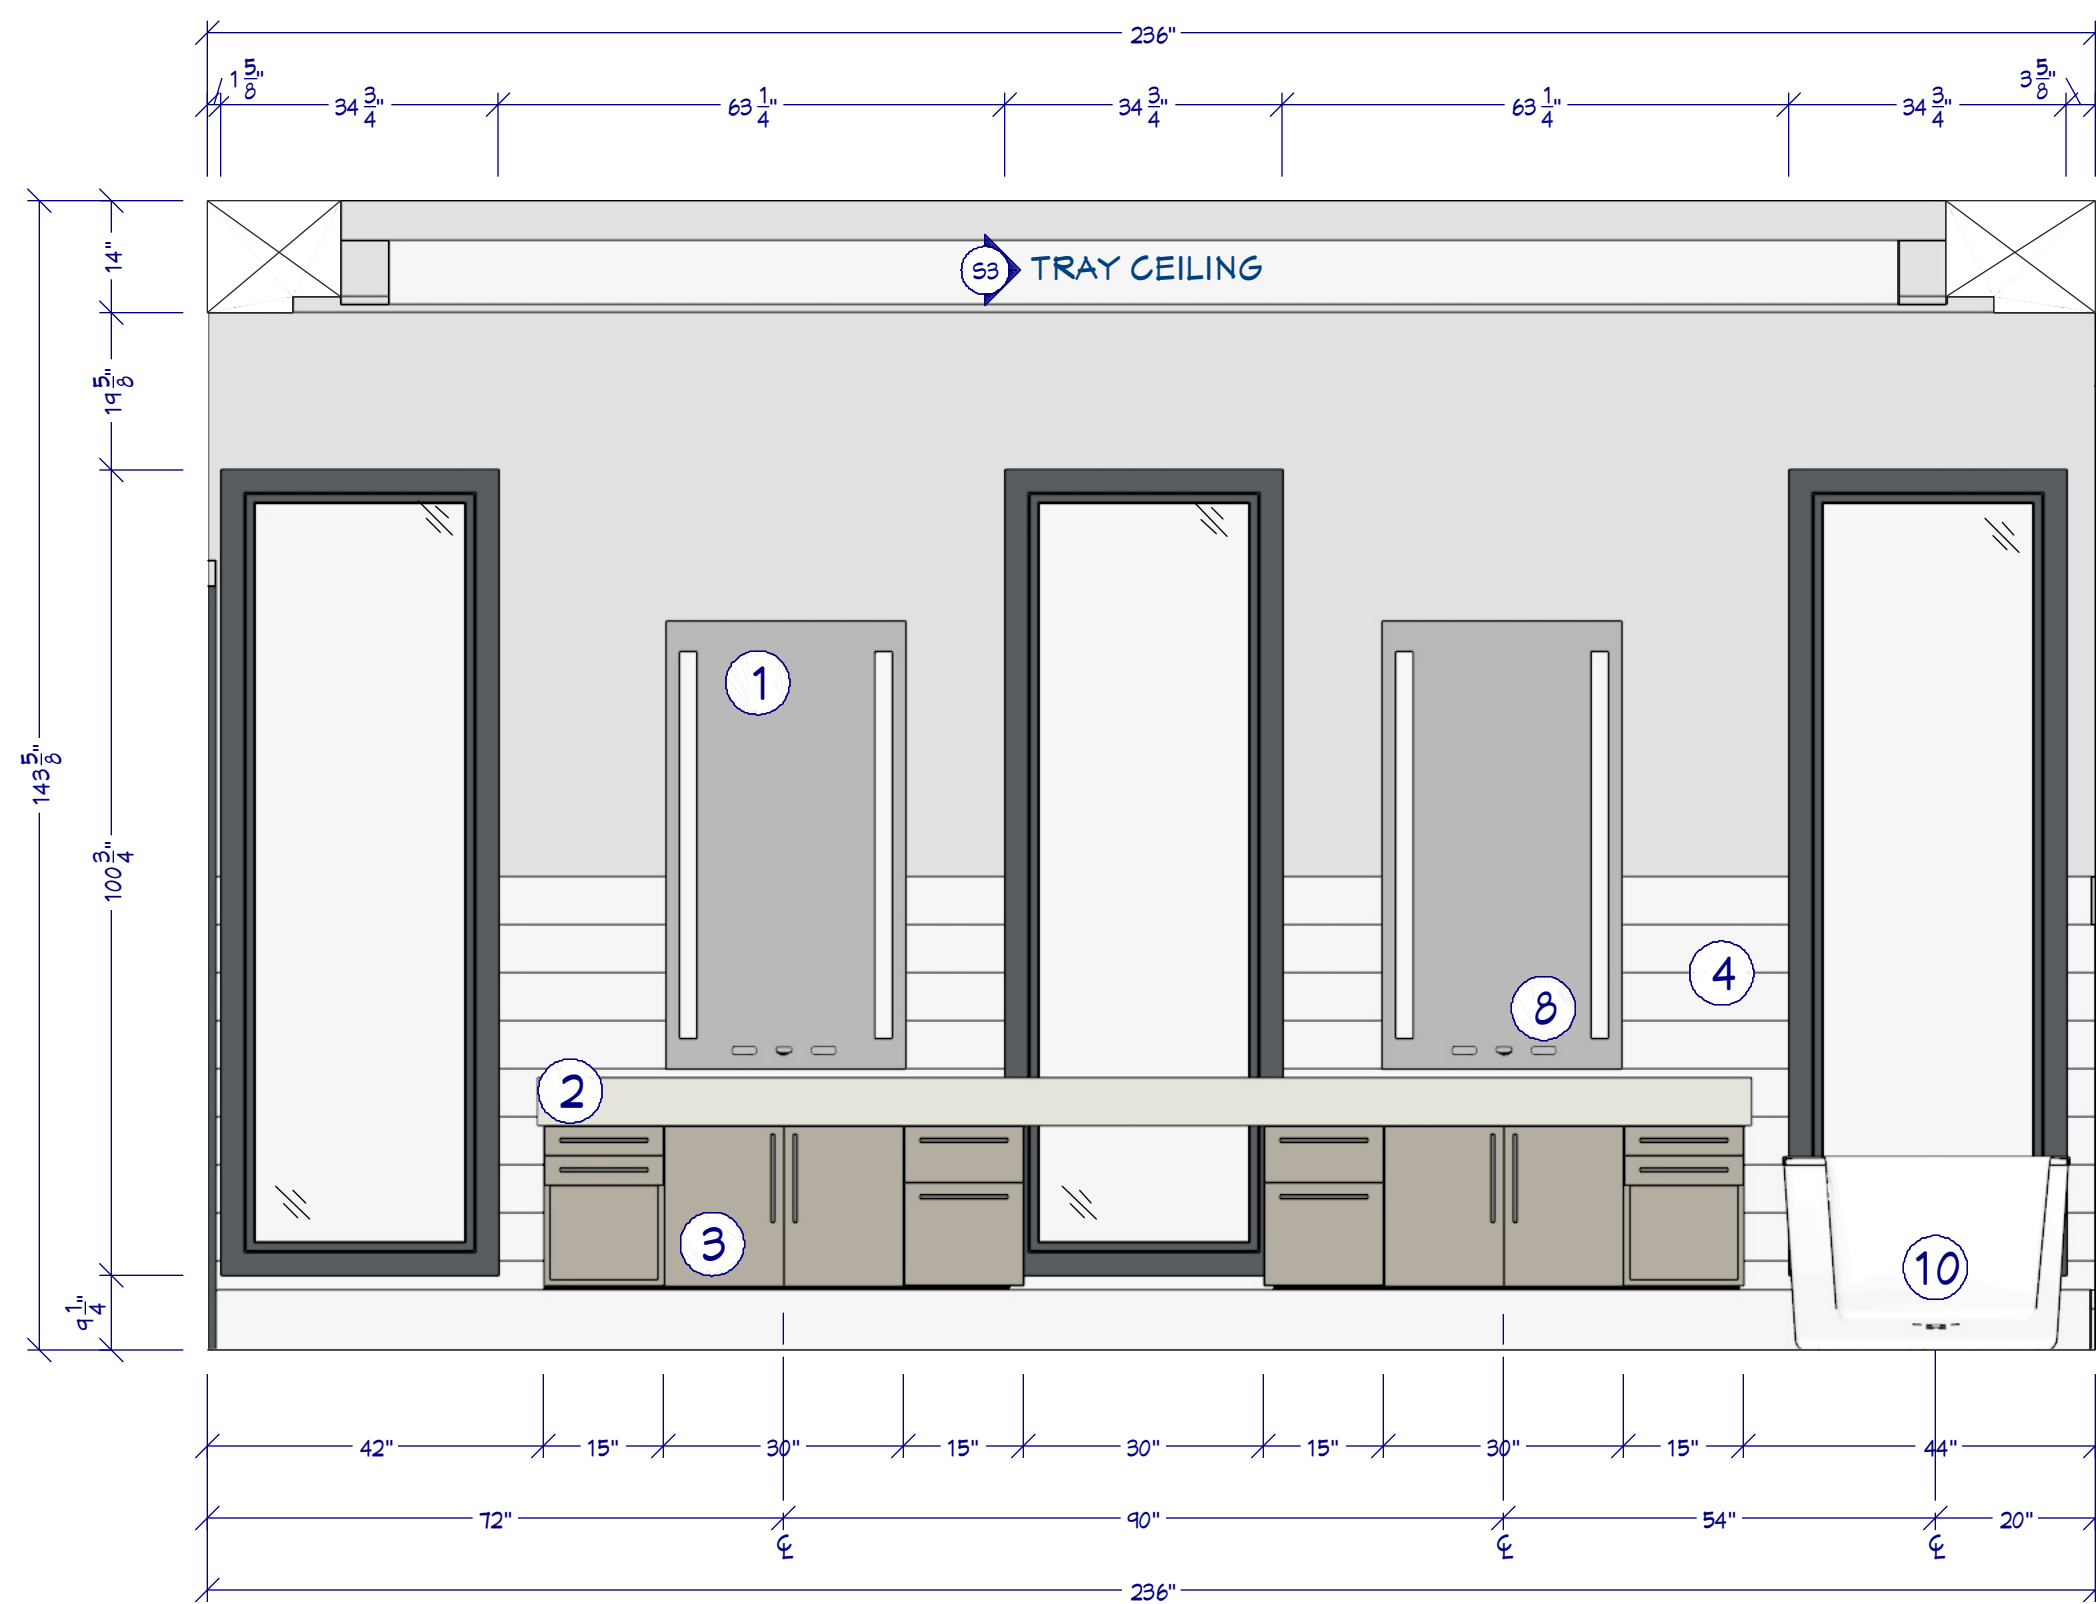 236"
1 5/8" 34 3/4" 63 1/4" 34 3/4" 63 1/4" 34 3/4" 3 5/8"
14"
S3 TRAY CEILING
19 5/8"
143 5/8"
100 3/4"
9 1/4"
1
8
4
2
3
10
42" 15" 30" 15" 30" 15" 30" 15" 44"
72" 90" 54" 20"
℄ ℄ ℄
236"